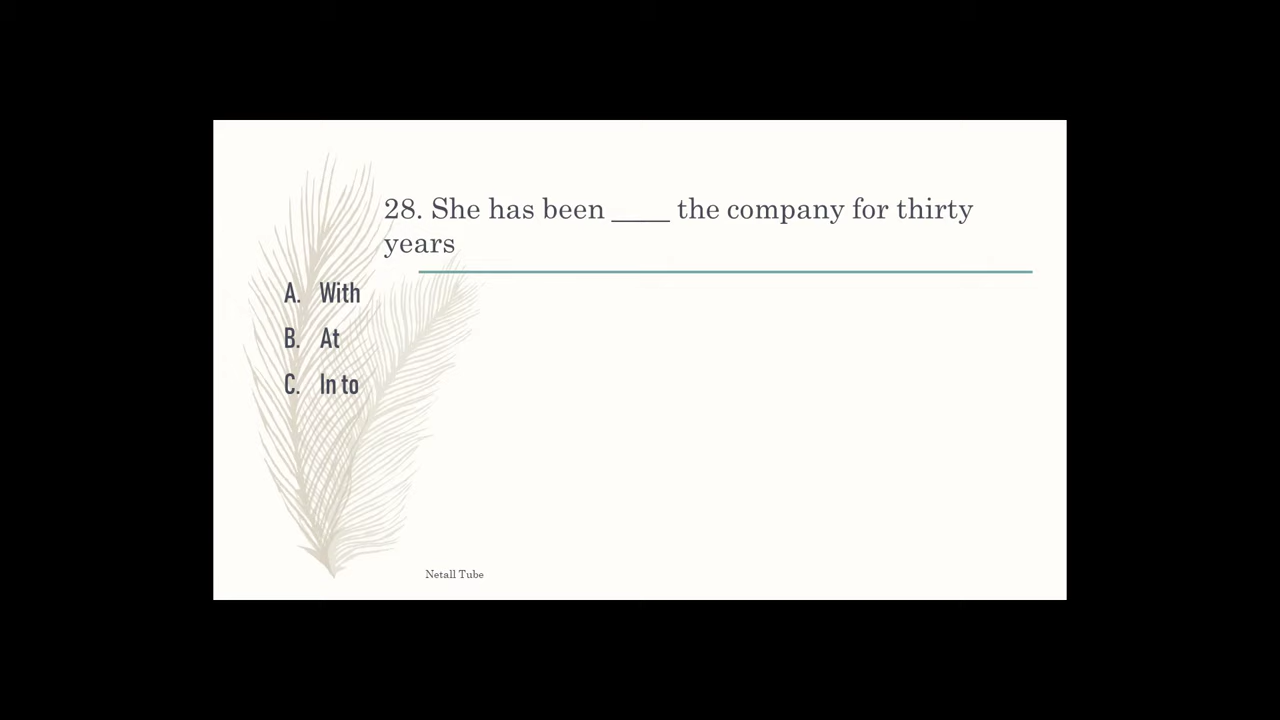 28. She has been ____ the company for thirty
years
A. With
B. At
C. In to
Netall Tube